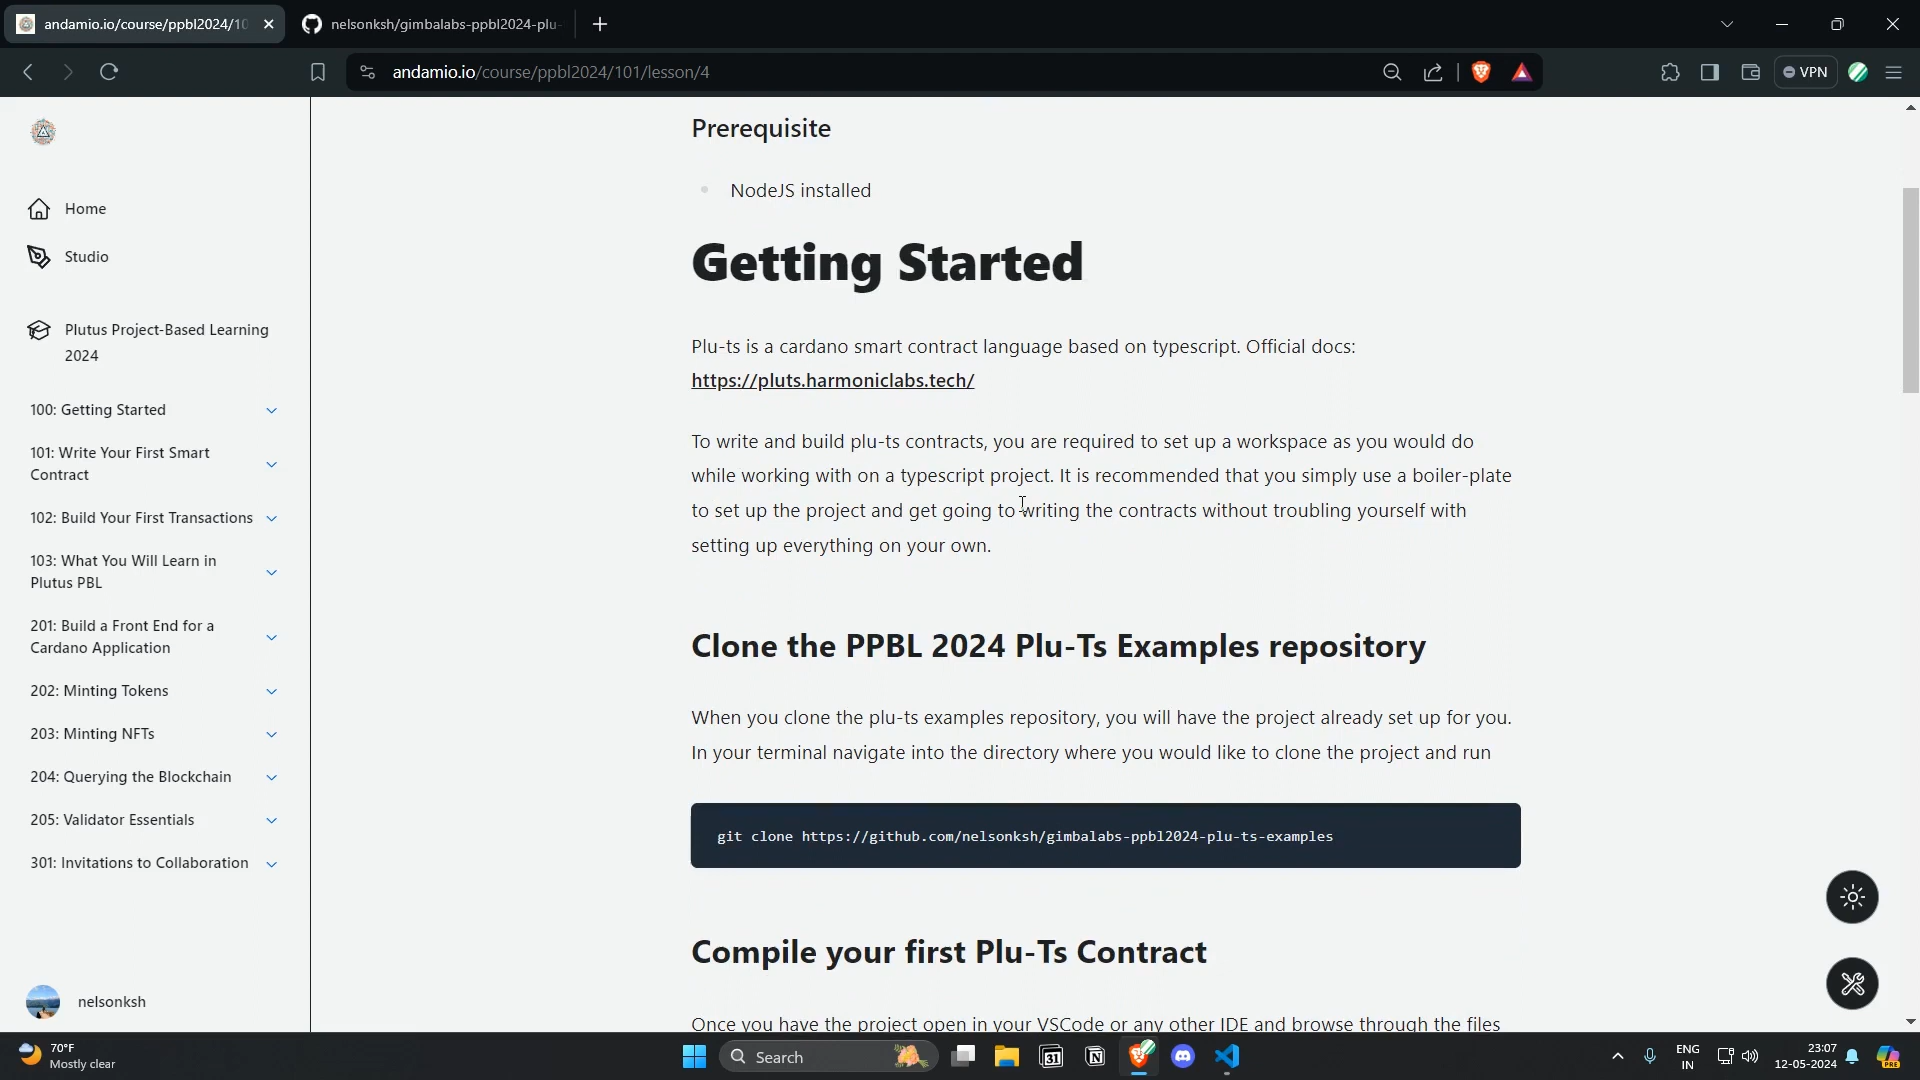 andamio.io/course/ppbl2024/10
nelsonksh/gimbalabs-ppbl2024-plu-
andamio.io/course/ppbl2024/101/lesson/4
VPN
Home
Studio
Plutus Project-Based Learning
2024
100: Getting Started
101: Write Your First Smart
Contract
102: Build Your First Transactions
103: What You Will Learn in
Plutus PBL
201: Build a Front End for a
Cardano Application
202: Minting Tokens
203: Minting NFTs
204: Querying the Blockchain
205: Validator Essentials
301: Invitations to Collaboration
nelsonksh
Prerequisite
NodeJS installed
Getting Started
Plu-ts is a cardano smart contract language based on typescript. Official docs:
https://pluts.harmoniclabs.tech/
To write and build plu-ts contracts, you are required to set up a workspace as you would do
while working with on a typescript project. It is recommended that you simply use a boiler-plate
to set up the project and get going to writing the contracts without troubling yourself with
setting up everything on your own.
Clone the PPBL 2024 Plu-Ts Examples repository
When you clone the plu-ts examples repository, you will have the project already set up for you.
In your terminal navigate into the directory where you would like to clone the project and run
git clone https://github.com/nelsonksh/gimbalabs-ppbl2024-plu-ts-examples
Compile your first Plu-Ts Contract
Once you have the project open in your VSCode or any other IDE and browse through the files
70°F
Mostly clear
Search
31
ENG
IN
23:07
12-05-2024
PRE